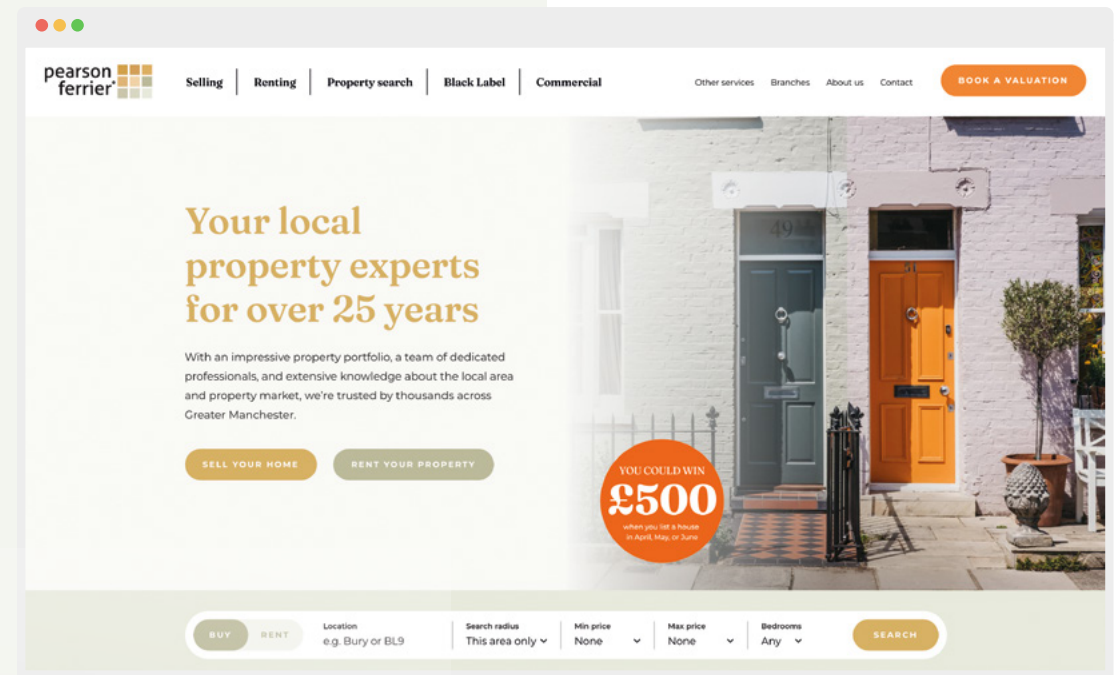 pearson
ferrier
Selling
Renting
Property search
Black Label
Commercial
Other services
Branches
About us
Contact
BOOK A VALUATION
Your local
property experts
for over 25 years
With an impressive property portfolio, a team of dedicated
professionals, and extensive knowledge about the local area
and property market, we're trusted by thousands across
Greater Manchester.
SELL YOUR HOME
RENT YOUR PROPERTY
49
51
YOU COULD WIN
£500
when you list a house
in April, May, or June
BUY
RENT
Location
e.g. Bury or BL9
Search radius
This area only
Min price
None
Max price
None
Bedrooms
Any
SEARCH